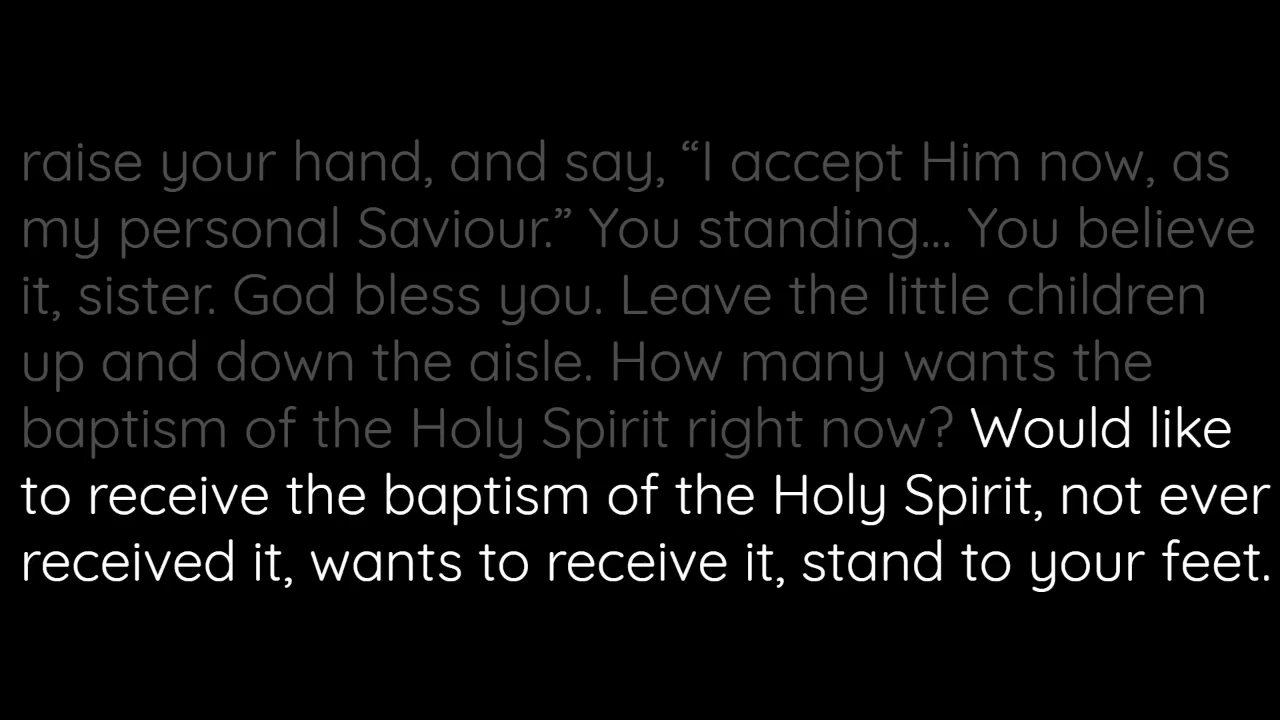 raise your hand, and say, “I accept Him now, as
my personal Saviour.” You standing... You believe
it, sister. God bless you. Leave the little children
up and down the aisle. How many wants the
baptism of the Holy Spirit right now? Would like
to receive the baptism of the Holy Spirit, not ever
received it, wants to receive it, stand to your feet.